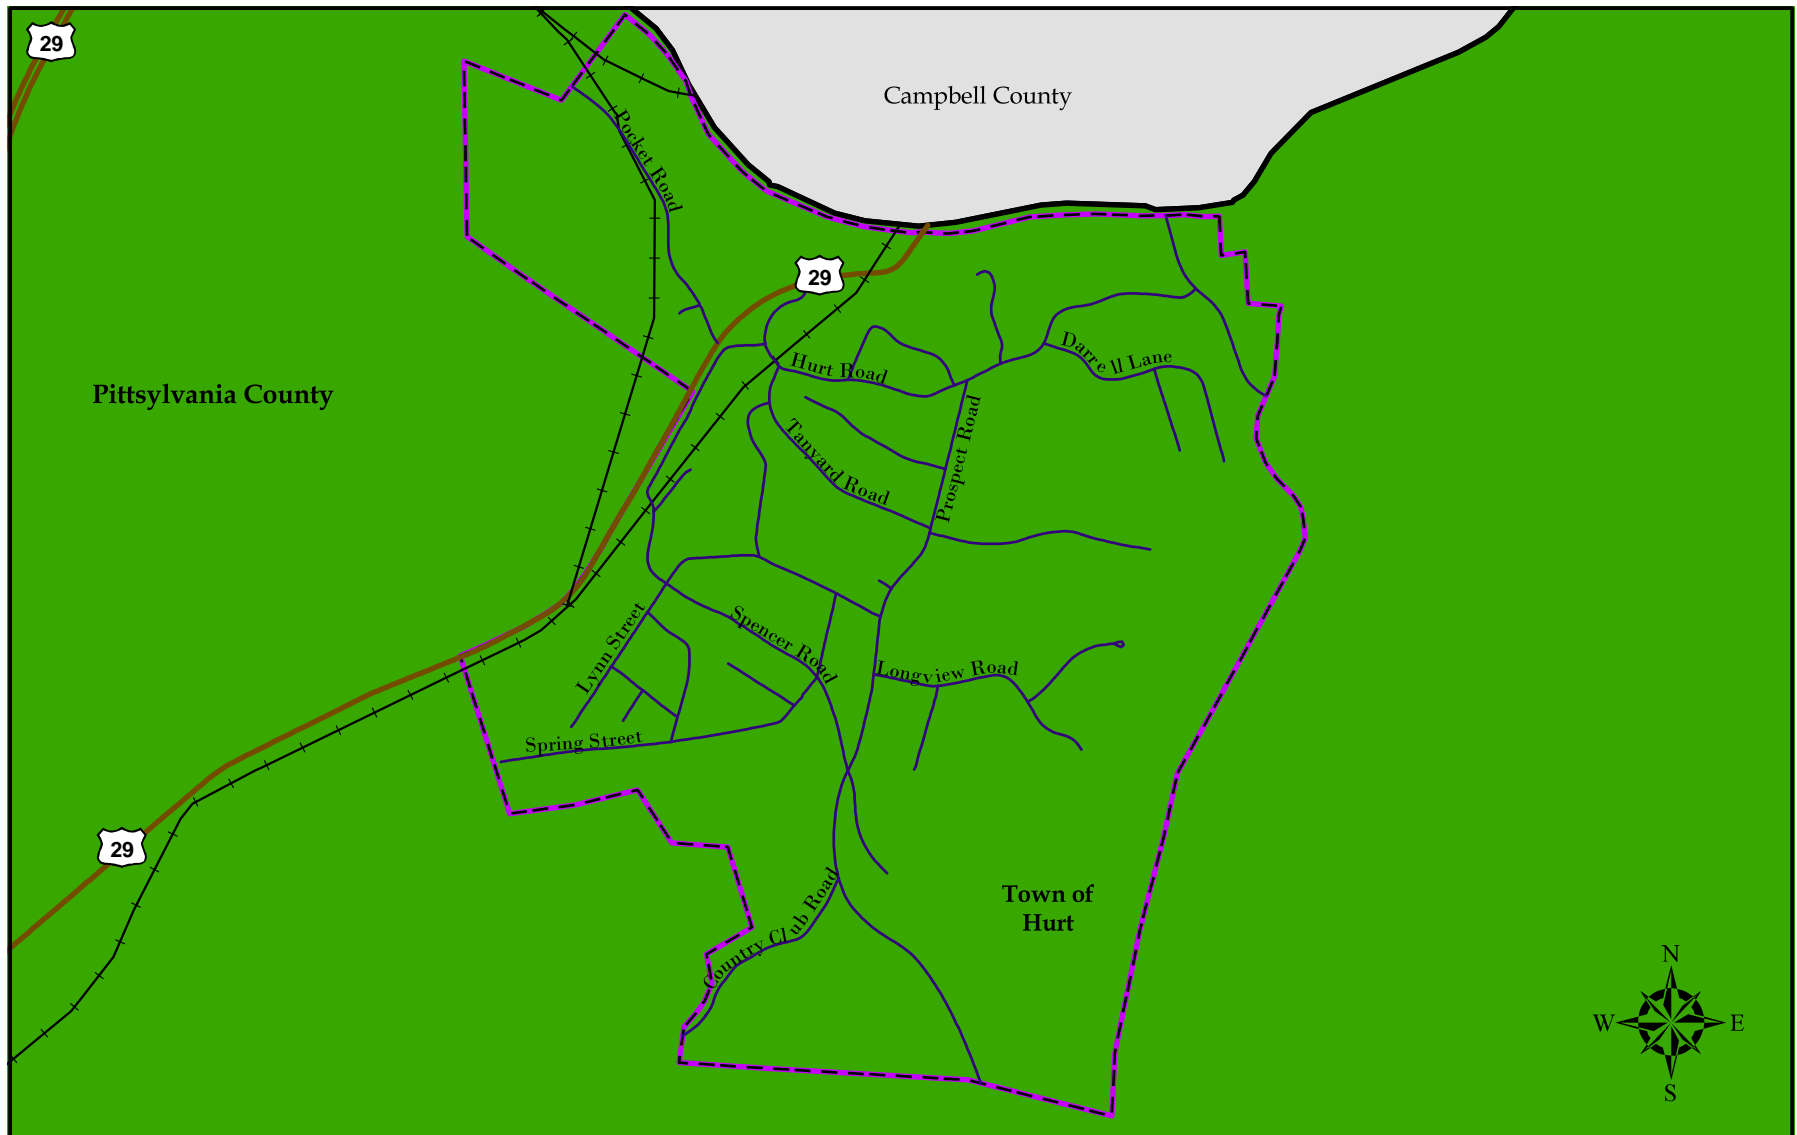 29
Campbell County
Pocket Road
29
Hurt Road
Darrell Lane
Pittsylvania County
Tanyard Road
Prospect Road
Lynn Street
Spencer Road
Longview Road
Spring Street
29
Country Club Road
Town of
Hurt
N
W
E
S